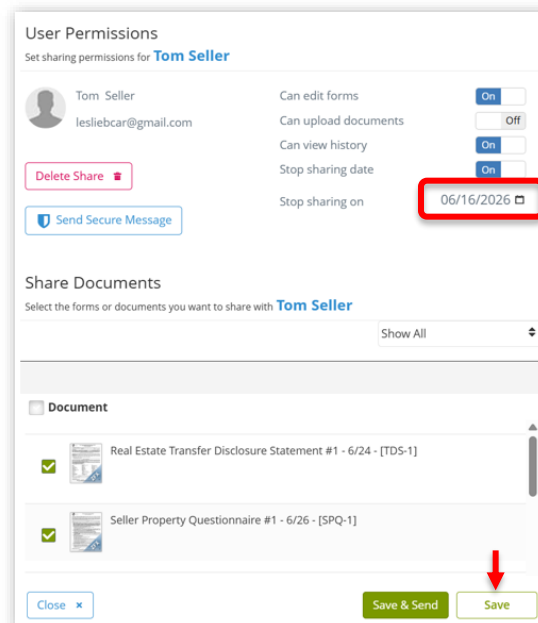 User Permissions
Set sharing permissions for Tom Seller
Tom Seller
lesliebcar@gmail.com
Delete Share
Send Secure Message
Can edit forms On
Can upload documents Off
Can view history On
Stop sharing date On
Stop sharing on 06/16/2026
Share Documents
Select the forms or documents you want to share with Tom Seller
Show All
Document
Real Estate Transfer Disclosure Statement #1 - 6/24 - [TDS-1]
Seller Property Questionnaire #1 - 6/26 - [SPQ-1]
Close × Save & Send Save